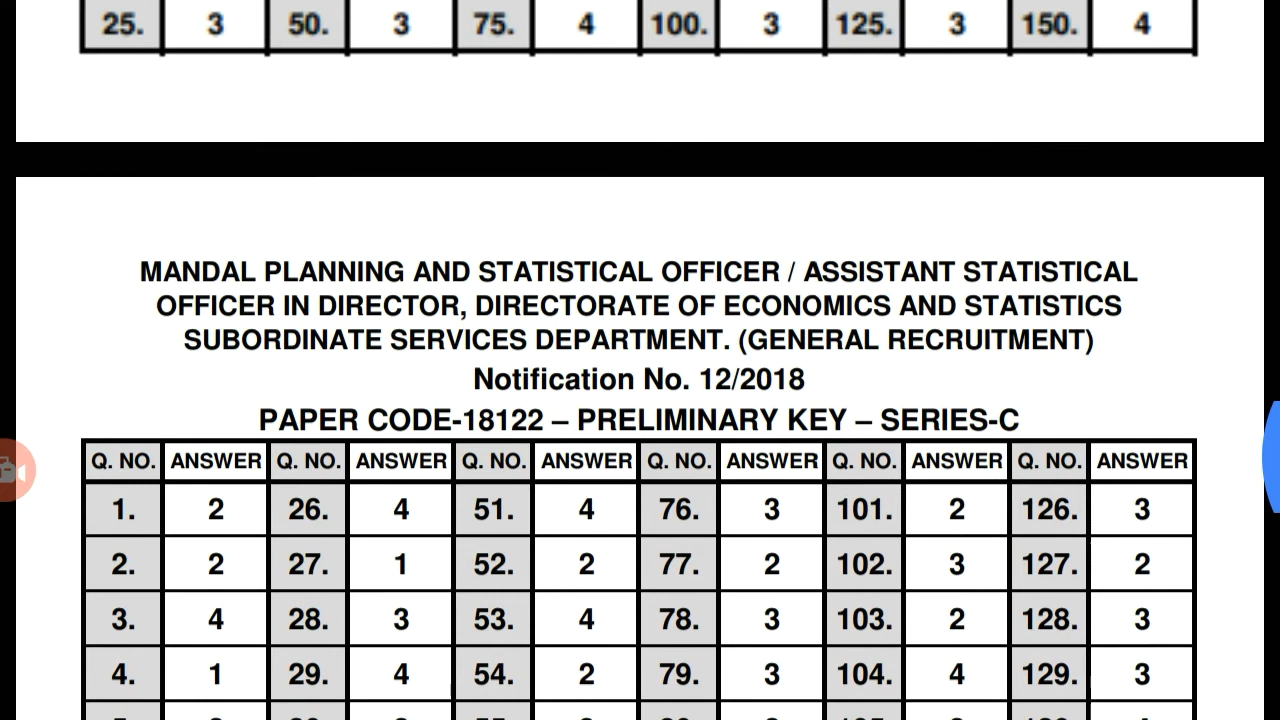 25. 3 50. 3 75. 4 100. 3 125. 3 150. 4
MANDAL PLANNING AND STATISTICAL OFFICER / ASSISTANT STATISTICAL
OFFICER IN DIRECTOR, DIRECTORATE OF ECONOMICS AND STATISTICS
SUBORDINATE SERVICES DEPARTMENT. (GENERAL RECRUITMENT)
Notification No. 12/2018
PAPER CODE-18122 – PRELIMINARY KEY – SERIES-C
Q. NO. ANSWER Q. NO. ANSWER Q. NO. ANSWER Q. NO. ANSWER Q. NO. ANSWER Q. NO. ANSWER
1. 2 26. 4 51. 4 76. 3 101. 2 126. 3
2. 2 27. 1 52. 2 77. 2 102. 3 127. 2
3. 4 28. 3 53. 4 78. 3 103. 2 128. 3
4. 1 29. 4 54. 2 79. 3 104. 4 129. 3